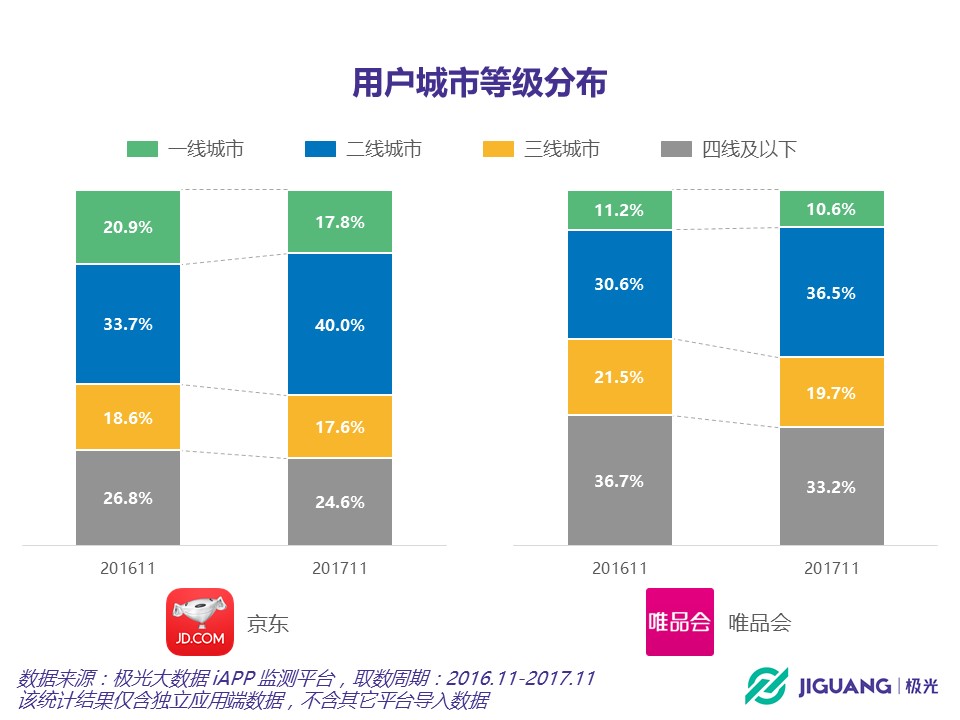 用户城市等级分布
一线城市 二线城市 三线城市 四线及以下
20.9% 17.8% 11.2% 10.6%
33.7% 40.0% 30.6% 36.5%
18.6% 17.6% 21.5% 19.7%
26.8% 24.6% 36.7% 33.2%
201611 201711 201611 201711
JD.COM 京东 唯品会 唯品会
数据来源：极光大数据 iAPP 监测平台，取数周期：2016.11-2017.11
该统计结果仅含独立应用端数据，不含其它平台导入数据
JIGUANG | 极光